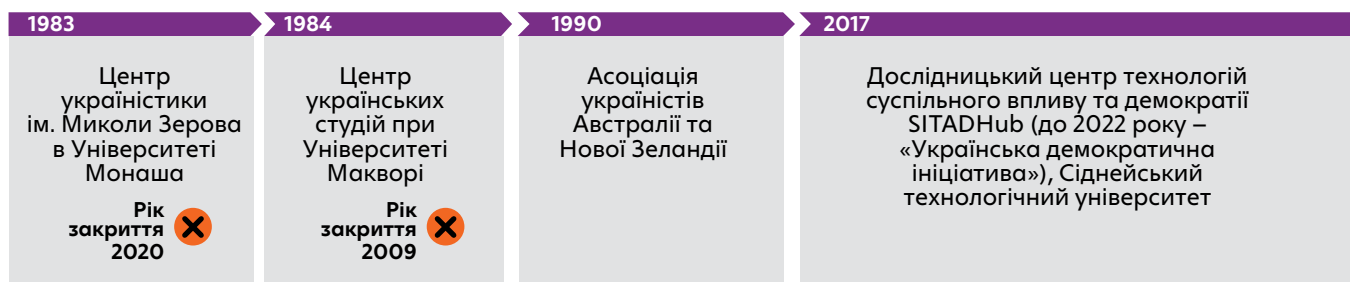 1983
Центр
україністики
ім. Миколи Зерова
в Університеті
Монаша
Рік
закриття
2020
1984
Центр
українських
студій при
Університеті
Макворі
Рік
закриття
2009
1990
Асоціація
україністів
Австралії та
Нової Зеландії
2017
Дослідницький центр технологій
суспільного впливу та демократії
SITADHub (до 2022 року –
«Українська демократична
ініціатива»), Сіднейський
технологічний університет